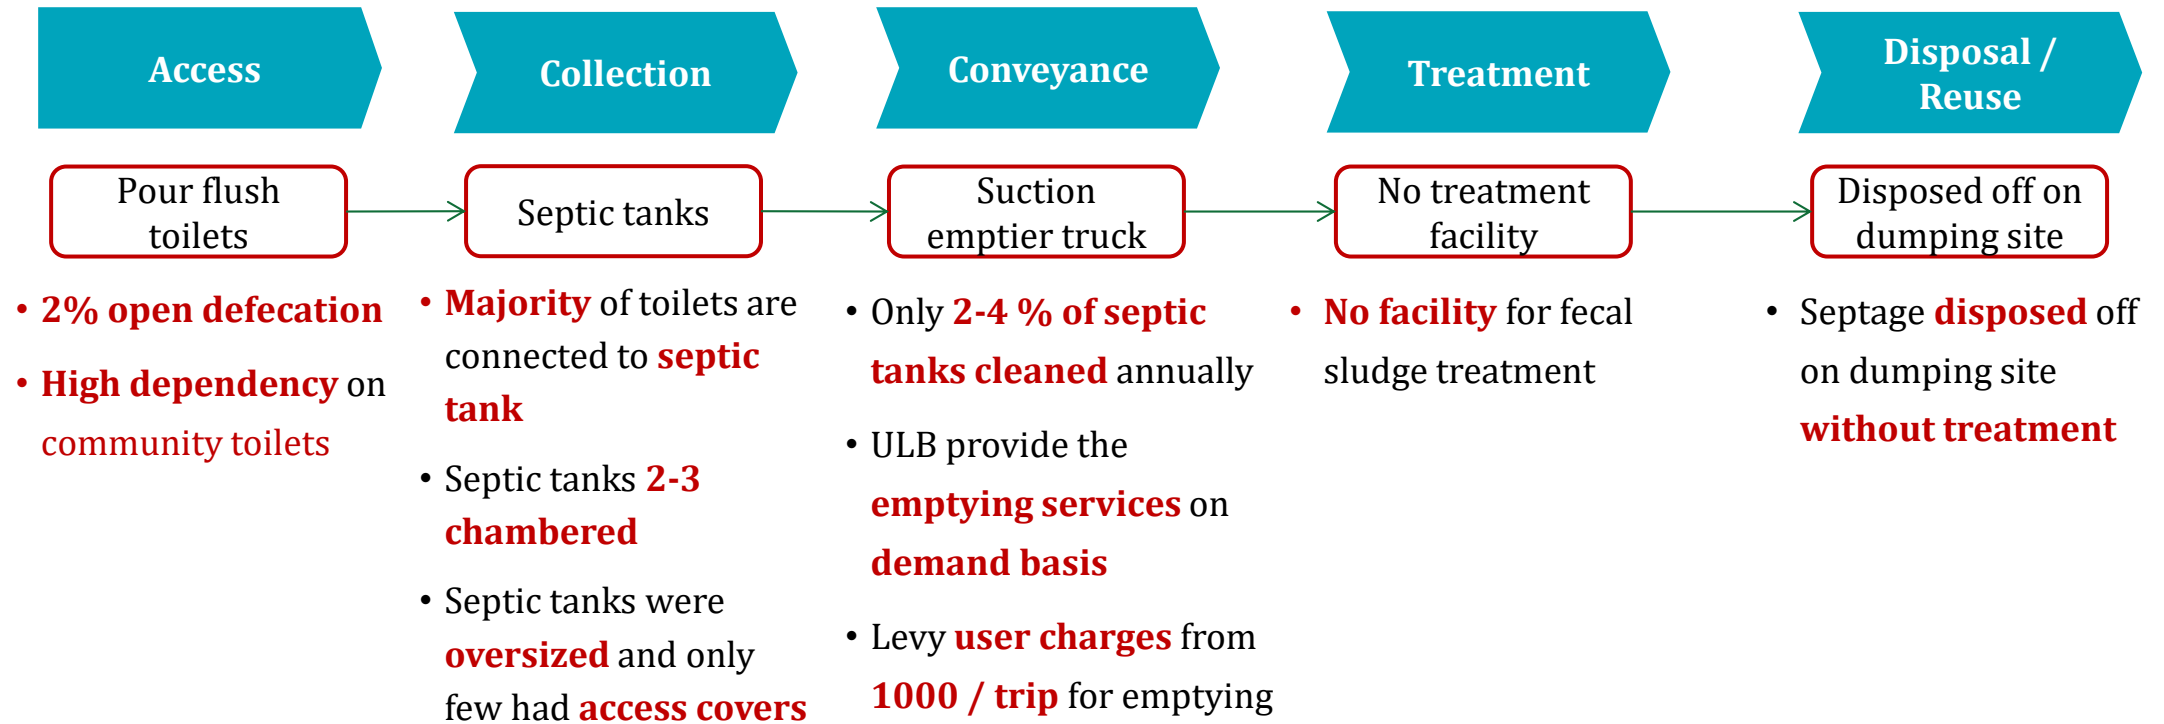 Access
Collection
Conveyance
Treatment
Disposal /
Reuse
Pour flush
toilets
Septic tanks
Suction
emptier truck
No treatment
facility
Disposed off on
dumping site
• 2% open defecation
• High dependency on
community toilets
• Majority of toilets are
connected to septic
tank
• Septic tanks 2-3
chambered
• Septic tanks were
oversized and only
few had access covers
• Only 2-4 % of septic
tanks cleaned annually
• ULB provide the
emptying services on
demand basis
• Levy user charges from
1000 / trip for emptying
• No facility for fecal
sludge treatment
• Septage disposed off
on dumping site
without treatment